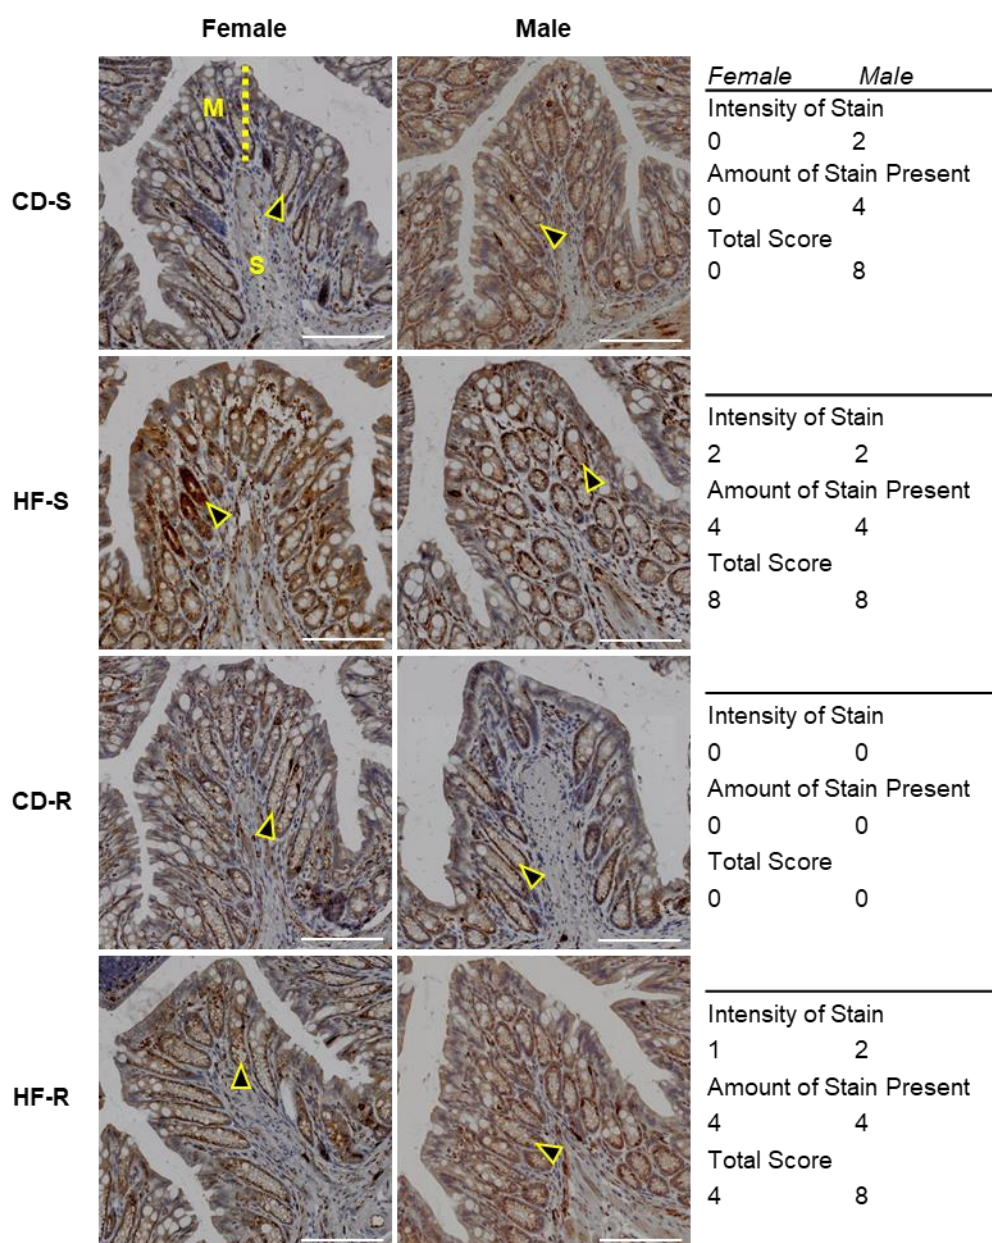 Female Male
Female Male
CD-S
M
S
Intensity of Stain
0 2
Amount of Stain Present
0 4
Total Score
0 8
HF-S
Intensity of Stain
2 2
Amount of Stain Present
4 4
Total Score
8 8
CD-R
Intensity of Stain
0 0
Amount of Stain Present
0 0
Total Score
0 0
HF-R
Intensity of Stain
1 2
Amount of Stain Present
4 4
Total Score
4 8